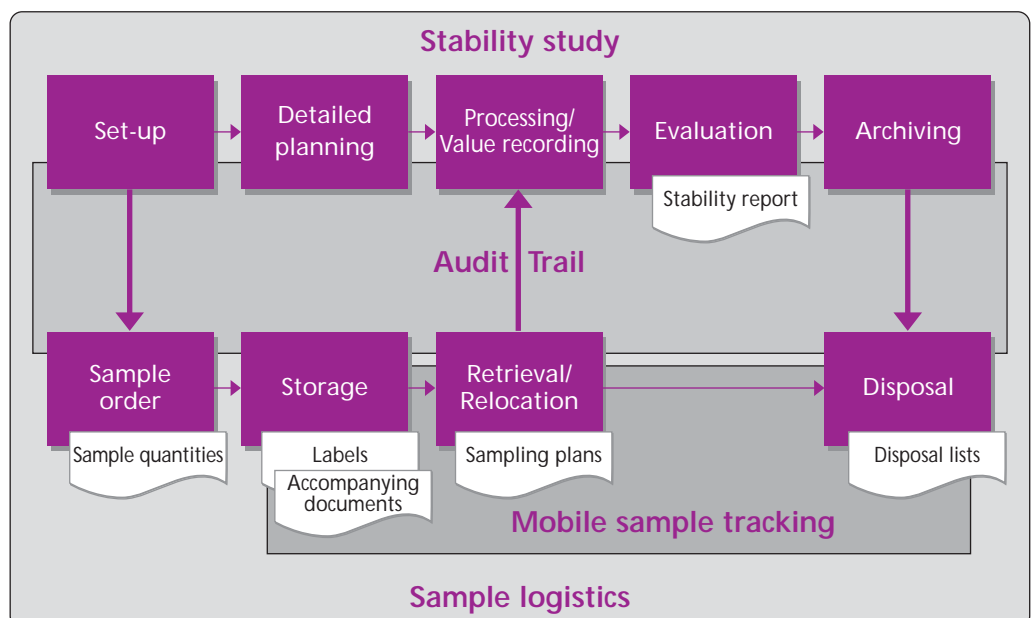 Stability study
Set-up
Detailed
planning
Processing/
Value recording
Evaluation
Archiving
Stability report
Audit Trail
Sample
order
Storage
Retrieval/
Relocation
Disposal
Sample quantities
Labels
Accompanying
documents
Sampling plans
Disposal lists
Mobile sample tracking
Sample logistics